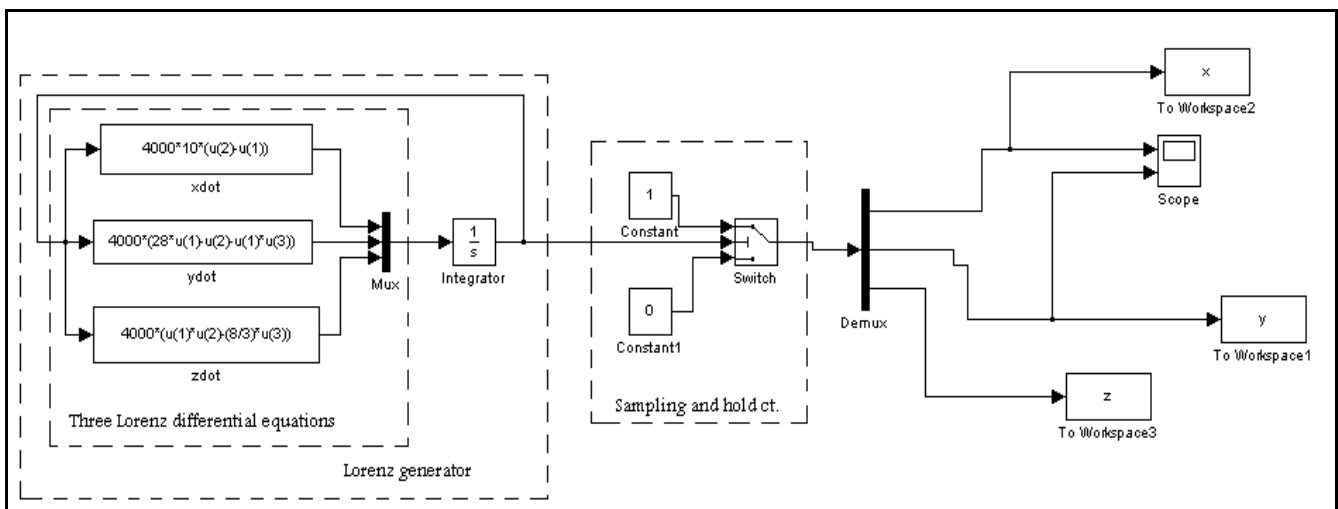 x
To Workspace2
4000*10*(u(2)-u(1))
xdot
Scope
1
Constant
4000*(28*u(1)-u(2)-u(1)*u(3))
ydot
Mux
1
s
Integrator
Switch
0
Constant1
Demux
4000*(u(1)*u(2)-(8/3)*u(3))
zdot
y
To Workspace1
z
To Workspace3
Three Lorenz differential equations
Sampling and hold ct.
Lorenz generator